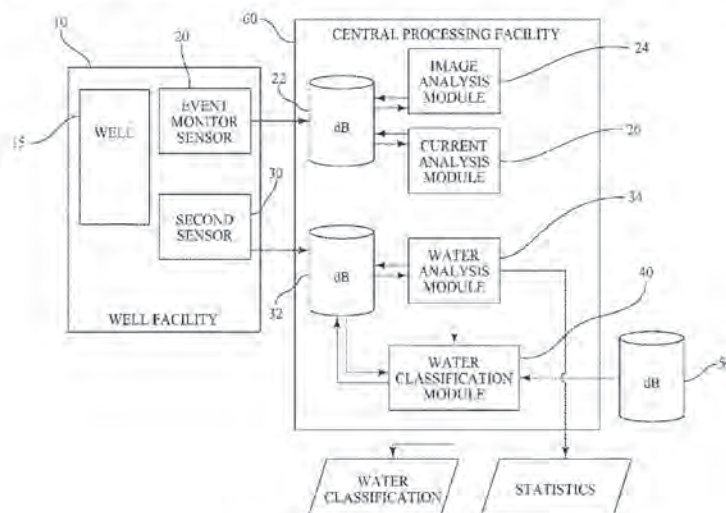 10
20
60
CENTRAL PROCESSING FACILITY
24
22
IMAGE
ANALYSIS
MODULE
15
WELL
EVENT
MONITOR
SENSOR
dB
26
CURRENT
ANALYSIS
MODULE
30
34
SECOND
SENSOR
WATER
ANALYSIS
MODULE
dB
40
32
WELL FACILITY
WATER
CLASSIFICATION
MODULE
dB
WATER
CLASSIFICATION
STATISTICS